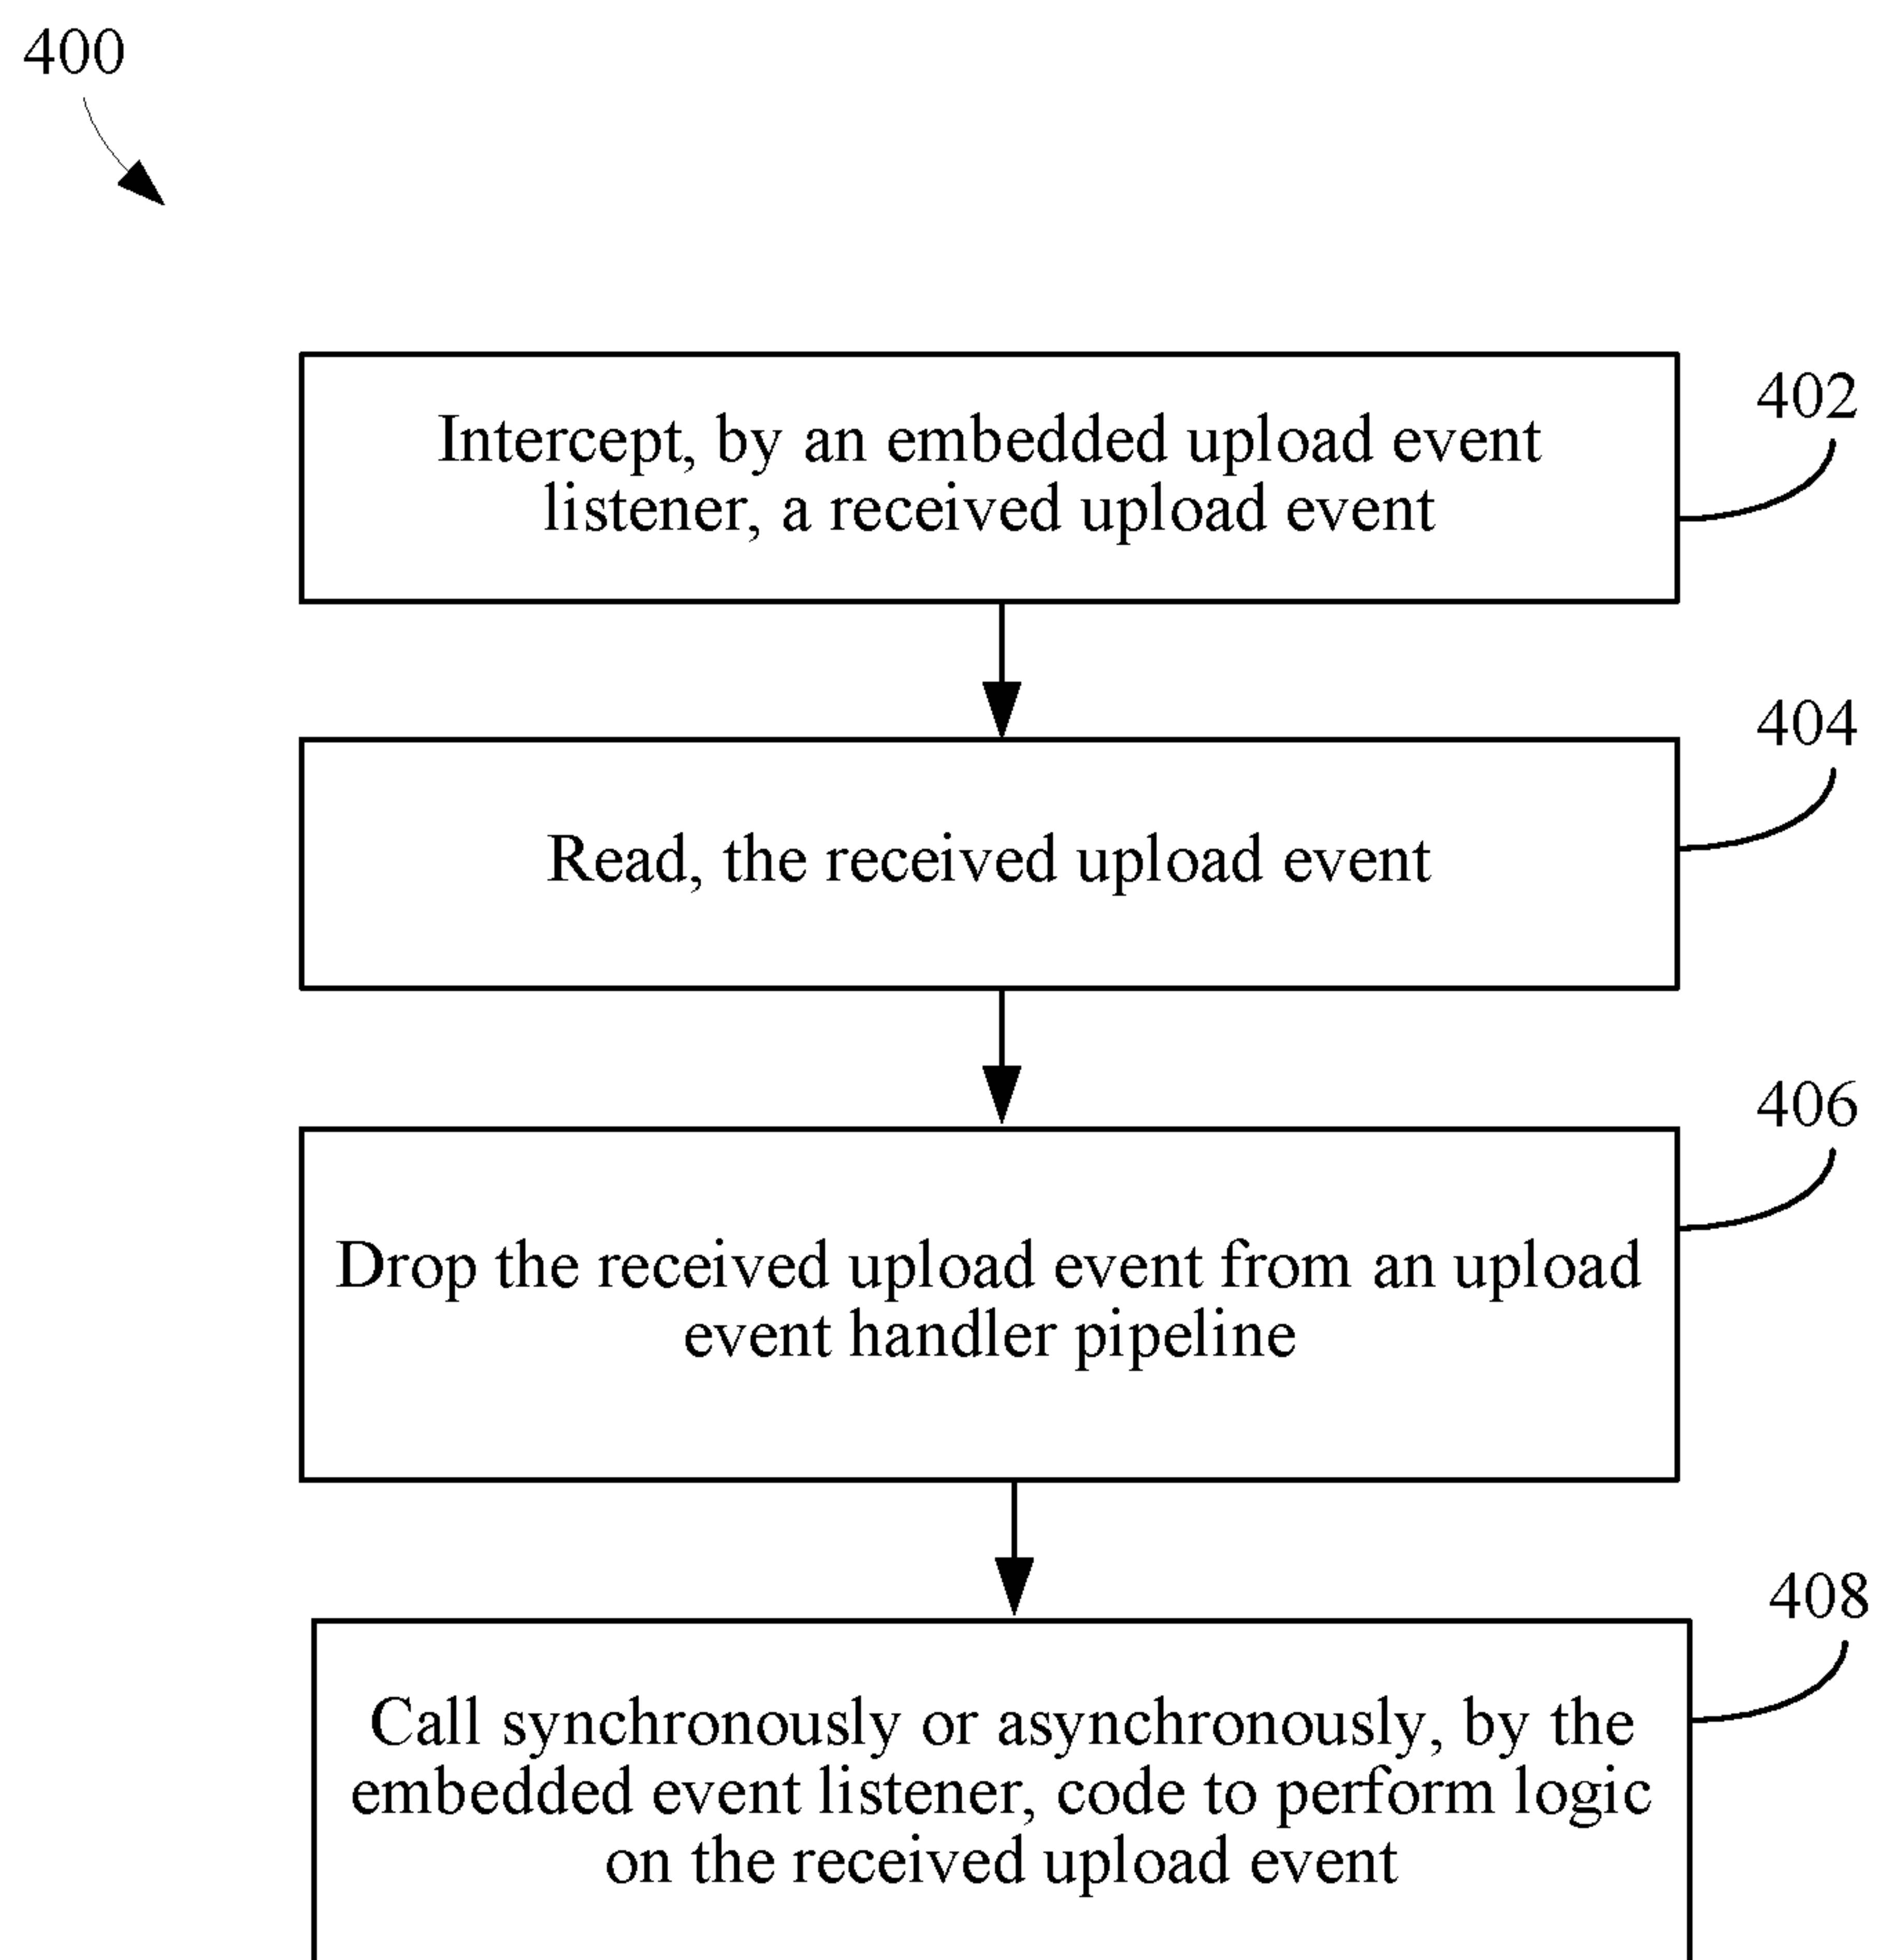 400
402
Intercept, by an embedded upload event
listener, a received upload event
404
Read, the received upload event
406
Drop the received upload event from an upload
event handler pipeline
408
Call synchronously or asynchronously, by the
embedded event listener, code to perform logic
on the received upload event